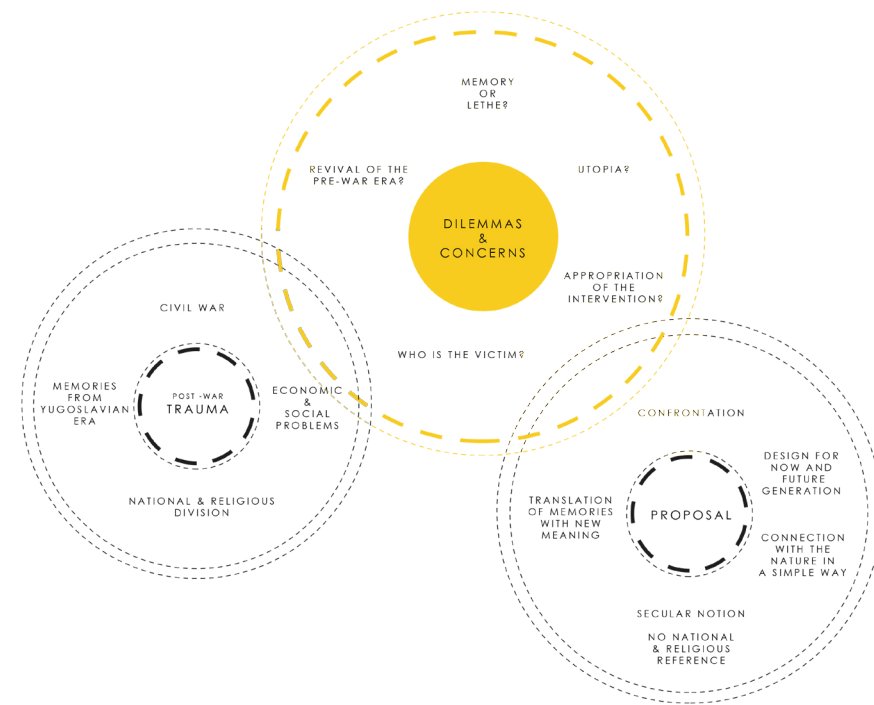 MEMORY
OR
LETHE?
REVIVAL OF THE
PRE-WAR ERA?
UTOPIA?
DILEMMAS
&
CONCERNS
APPROPRIATION
OF THE
INTERVENTION?
WHO IS THE VICTIM?
CIVIL WAR
MEMORIES
FROM
YUGOSLAVIAN
ERA
POST -WAR
TRAUMA
ECONOMIC
&
SOCIAL
PROBLEMS
NATIONAL & RELIGIOUS
DIVISION
CONFRONTATION
DESIGN FOR
NOW AND
FUTURE
GENERATION
TRANSLATION
OF MEMORIES
WITH NEW
MEANING
PROPOSAL
CONNECTION
WITH THE
NATURE IN
A SIMPLE WAY
SECULAR NOTION
NO NATIONAL
& RELIGIOUS
REFERENCE